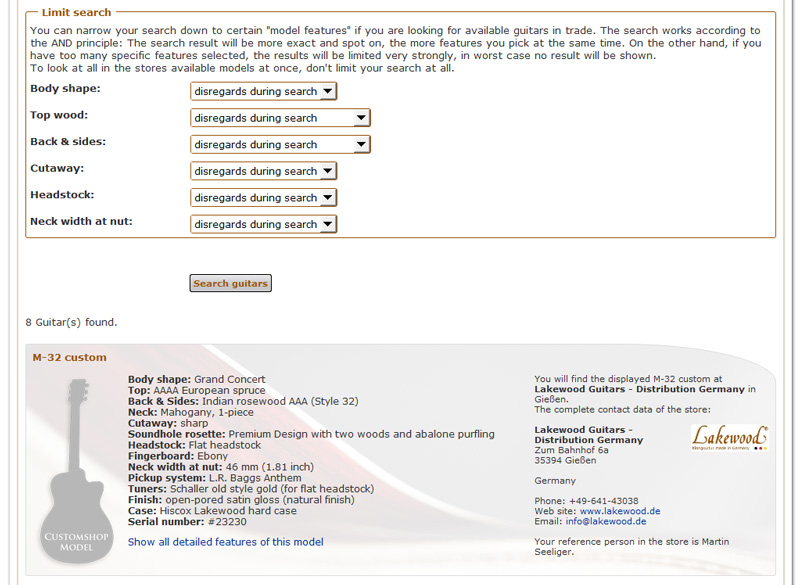 Limit search
You can narrow your search down to certain "model features" if you are looking for available guitars in trade. The search works according to
the AND principle: The search result will be more exact and spot on, the more features you pick at the same time. On the other hand, if you
have too many specific features selected, the results will be limited very strongly, in worst case no result will be shown.
To look at all in the stores available models at once, don't limit your search at all.
Body shape: disregards during search
Top wood: disregards during search
Back & sides: disregards during search
Cutaway: disregards during search
Headstock: disregards during search
Neck width at nut: disregards during search
Search guitars
8 Guitar(s) found.
M-32 custom
CUSTOMSHOP
MODEL
Body shape: Grand Concert
Top: AAAA European spruce
Back & Sides: Indian rosewood AAA (Style 32)
Neck: Mahogany, 1-piece
Cutaway: sharp
Soundhole rosette: Premium Design with two woods and abalone purfling
Headstock: Flat headstock
Fingerboard: Ebony
Neck width at nut: 46 mm (1.81 inch)
Pickup system: L.R. Baggs Anthem
Tuners: Schaller old style gold (for flat headstock)
Finish: open-pored satin gloss (natural finish)
Case: Hiscox Lakewood hard case
Serial number: #23230
Show all detailed features of this model
You will find the displayed M-32 custom at
Lakewood Guitars - Distribution Germany in
Gießen.
The complete contact data of the store:
Lakewood Guitars -
Distribution Germany
Zum Bahnhof 6a
35394 Gießen
Germany
Lakewood®
Phone: +49-641-43038
Web site: www.lakewood.de
Email: info@lakewood.de
Your reference person in the store is Martin
Seeliger.